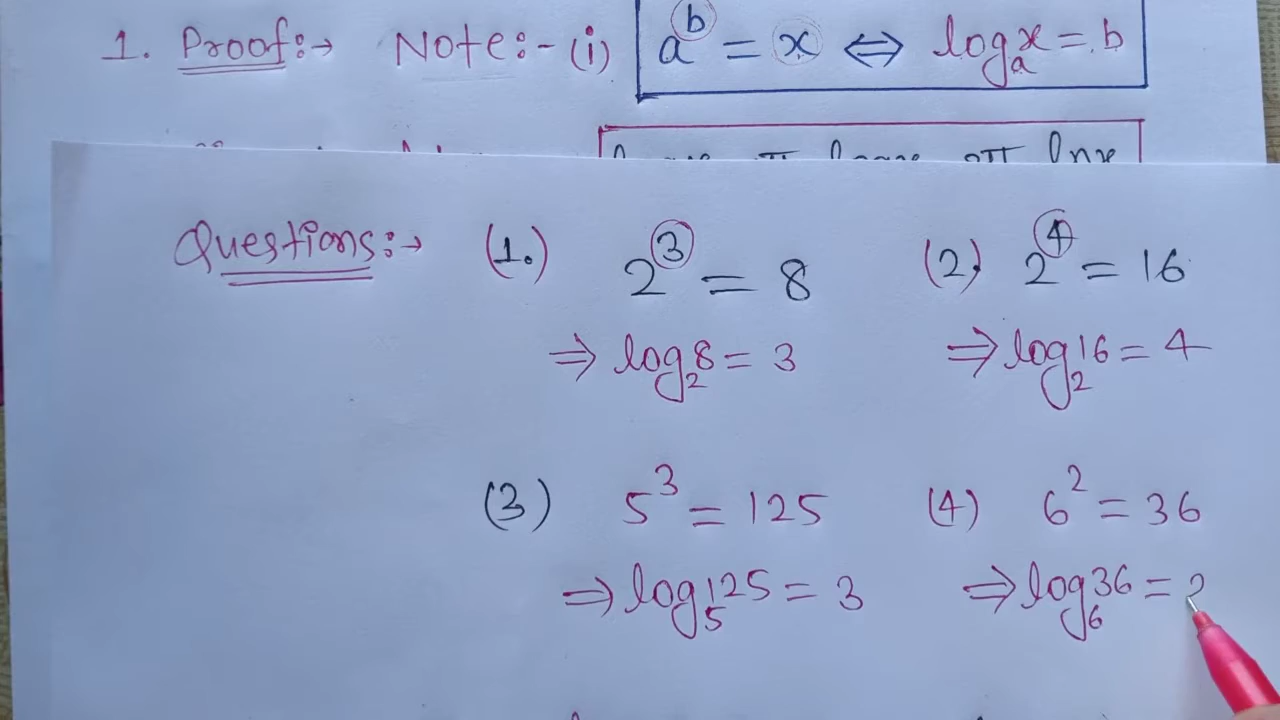 1. Proof:→ Note:- (i) a^b = x ⇔ log_a x = b
Questions:→ (1.) 2^3 = 8 (2) 2^4 = 16
⇒ log_2 8 = 3 ⇒ log_2 16 = 4
(3) 5^3 = 125 (4) 6^2 = 36
⇒ log_5 125 = 3 ⇒ log_6 36 = 2